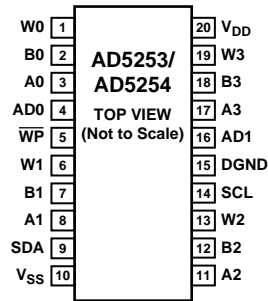 W0 1 20 VDD
B0 2 19 W3
A0 3 AD5253/ 18 B3
AD0 4 AD5254 17 A3
WP 5 TOP VIEW 16 AD1
W1 6 (Not to Scale) 15 DGND
B1 7 14 SCL
A1 8 13 W2
SDA 9 12 B2
VSS 10 11 A2